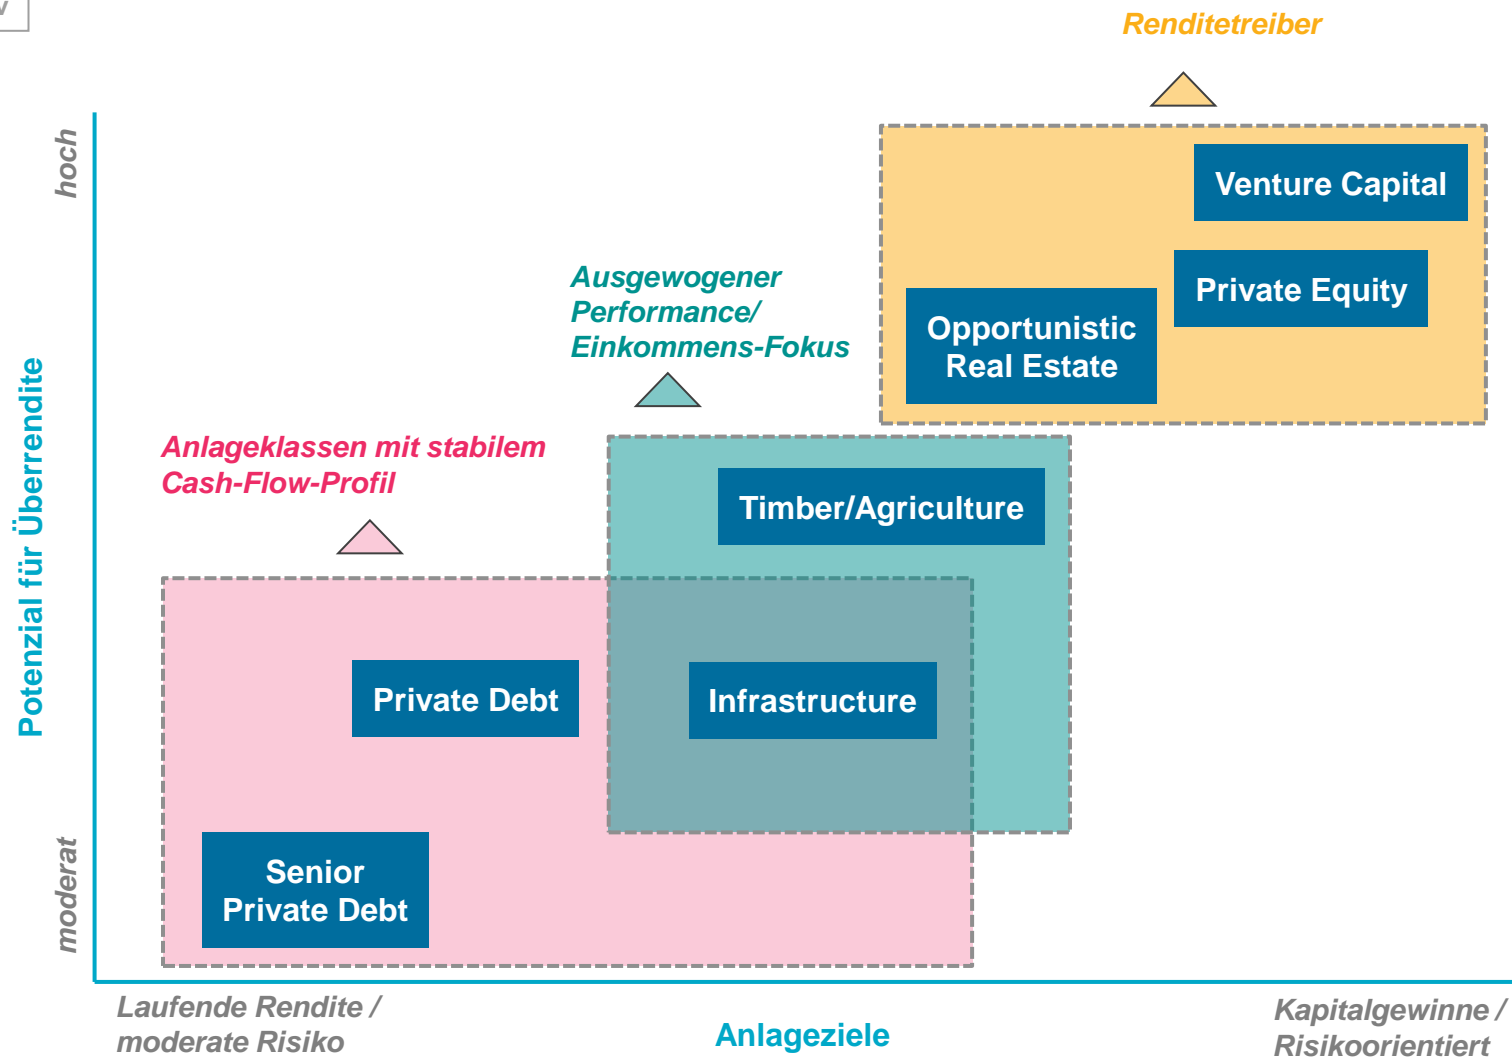 Renditetreiber
hoch
Venture Capital
Private Equity
Opportunistic
Real Estate
Ausgewogener
Performance/
Einkommens-Fokus
Anlageklassen mit stabilem
Cash-Flow-Profil
Timber/Agriculture
Potenzial für Überrendite
Private Debt
Infrastructure
Senior
Private Debt
moderat
Laufende Rendite /
moderate Risiko
Anlageziele
Kapitalgewinne /
Risikoorientiert